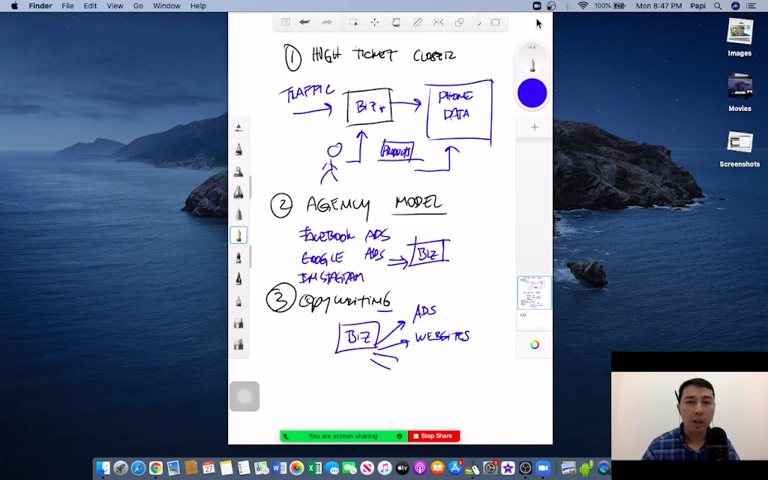 Finder File Edit View Go Window Help
100% Mon 8:47 PM Papi
1 HIGH TICKET CLOSER
TRAFFIC
BIZ
PHONE
DATA
PRODUCTS
2 AGENCY MODEL
FACEBOOK ADS
GOOGLE ADS
BIZ
INSTAGRAM
3 COPYWRITING
ADS
BIZ
WEBSITES
You are screen sharing
Stop Share
Images
Movies
Screenshots